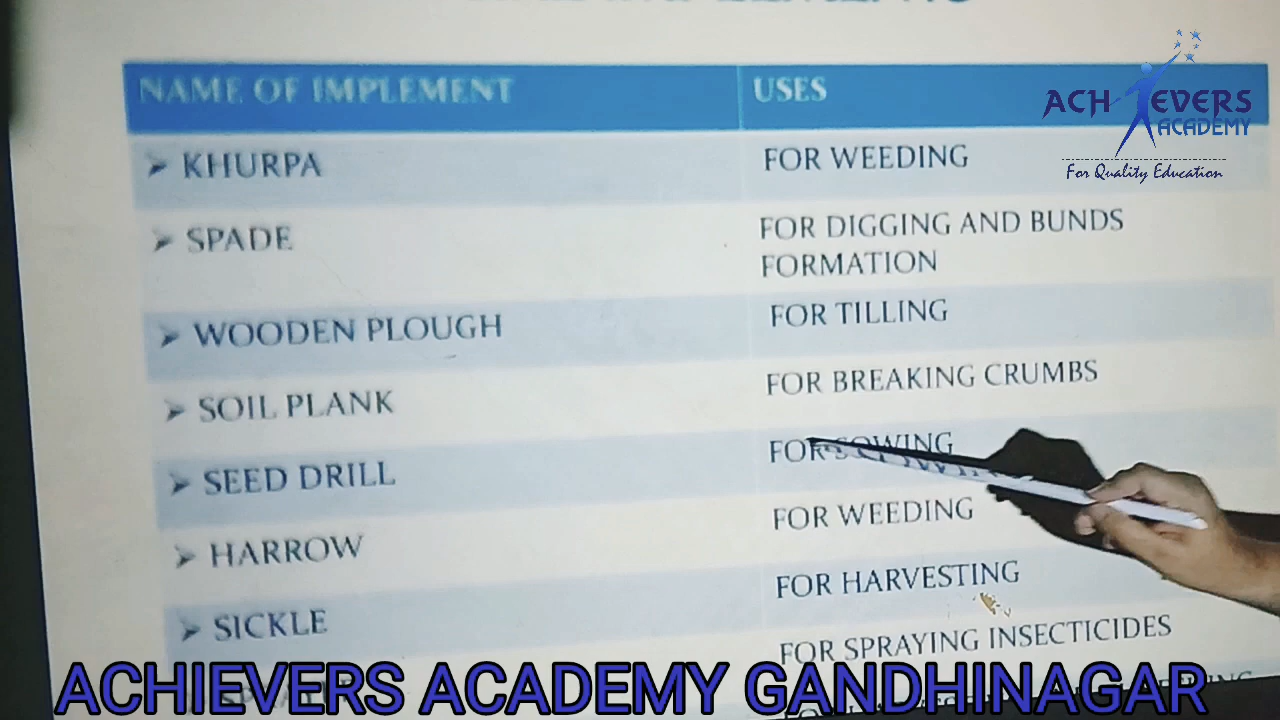 NAME OF IMPLEMENT USES
➢ KHURPA FOR WEEDING
➢ SPADE FOR DIGGING AND BUNDS
FORMATION
➢ WOODEN PLOUGH FOR TILLING
➢ SOIL PLANK FOR BREAKING CRUMBS
➢ SEED DRILL FOR SOWING
➢ HARROW FOR WEEDING
➢ SICKLE FOR HARVESTING
FOR SPRAYING INSECTICIDES
ACHIEVERS
ACADEMY
For Quality Education
ACHIEVERS ACADEMY GANDHINAGAR